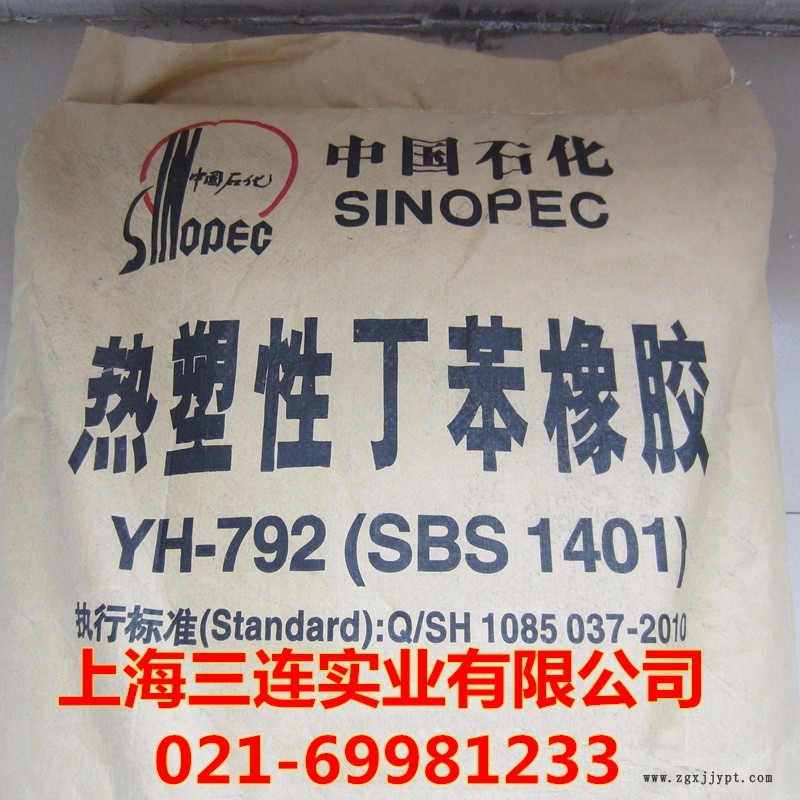 中国石化
SINOPEC
中国石化
SINOPEC
热塑性丁苯橡胶
YH-792 (SBS 1401)
执行标准(Standard):Q/SH 1085 037-2010
上海三连实业有限公司
021-69981233
www.zgxjjypt.com